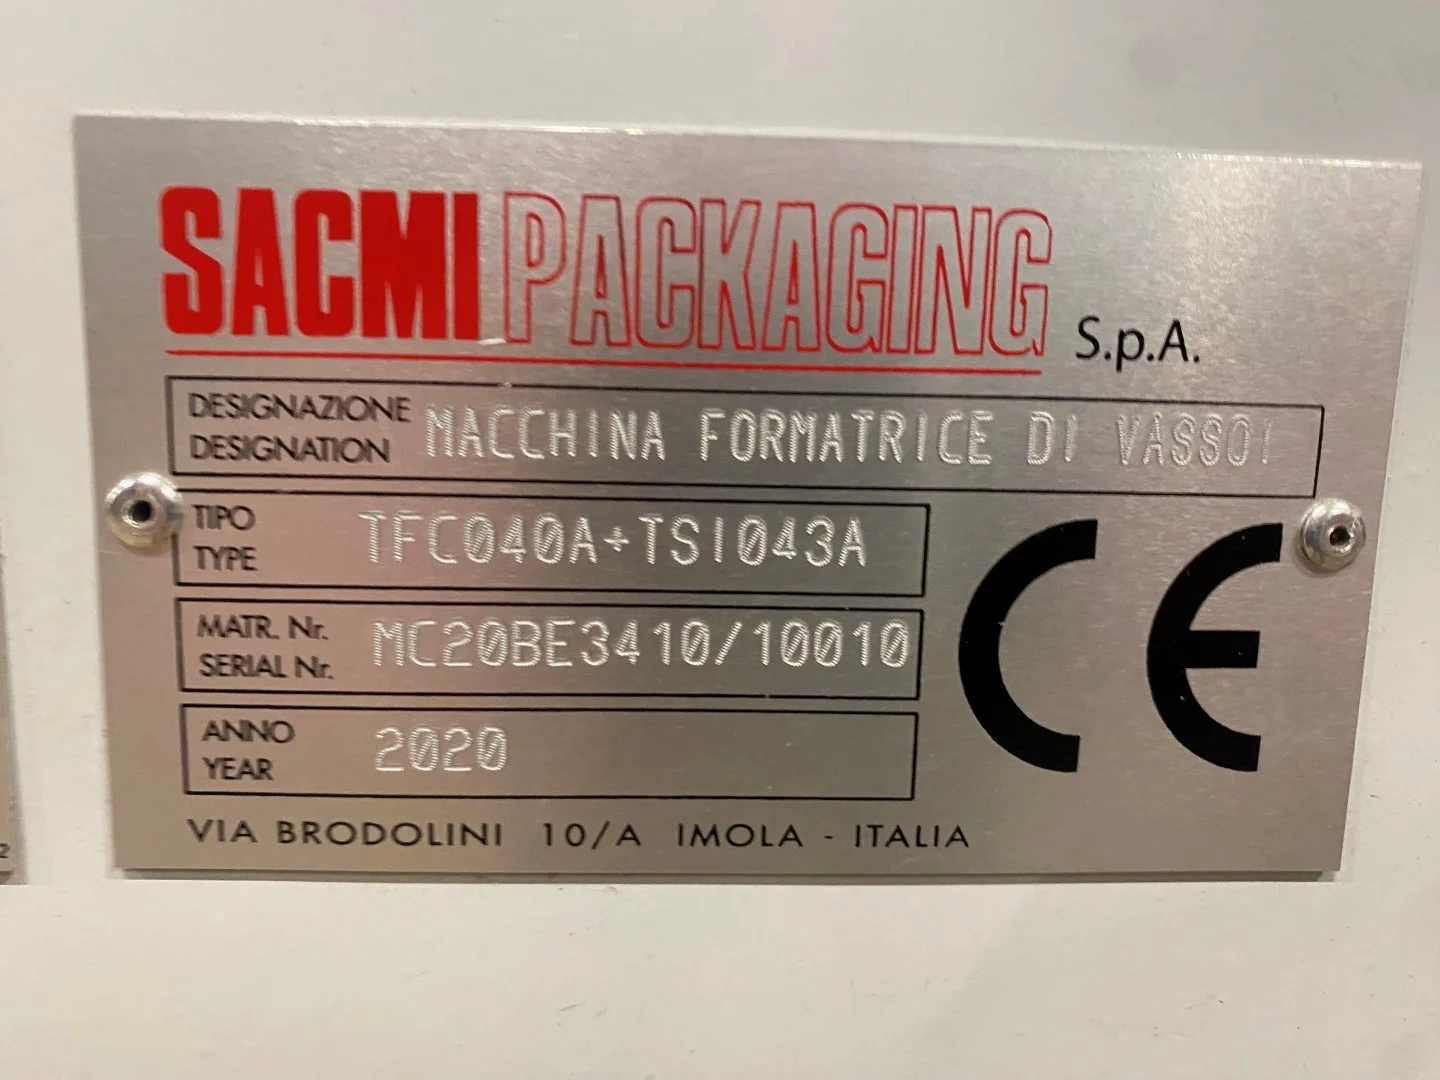 SACMI PACKAGING S.p.A.
DESIGNAZIONE
DESIGNATION
MACCHINA FORMATRICE DI VASSOI
TIPO
TYPE
TFC040A+TSI043A
MATR. Nr.
SERIAL Nr.
MC20BE3410/10010
ANNO
YEAR
2020
CE
VIA BRODOLINI 10/A IMOLA - ITALIA
2